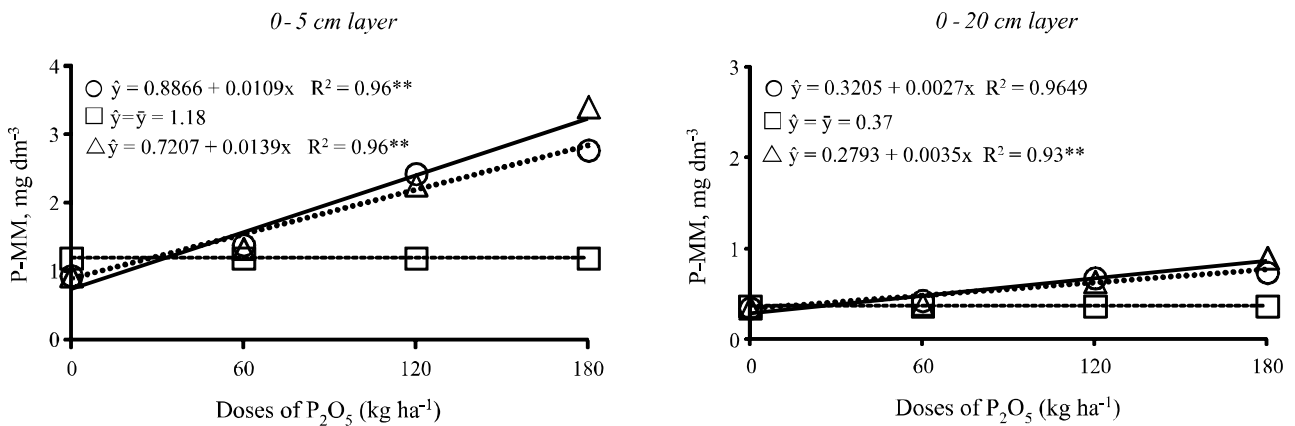 0-5 cm layer
4
3
2
1
0
P-MM, mg dm⁻³
ŷ = 0.8866 + 0.0109x R² = 0.96**
ŷ=ȳ = 1.18
ŷ = 0.7207 + 0.0139x R² = 0.96**
0 60 120 180
Doses of P₂O₅ (kg ha⁻¹)
0-20 cm layer
3
2
1
0
P-MM, mg dm⁻³
ŷ = 0.3205 + 0.0027x R² = 0.9649
ŷ = ȳ = 0.37
ŷ = 0.2793 + 0.0035x R² = 0.93**
0 60 120 180
Doses of P₂O₅ (kg ha⁻¹)